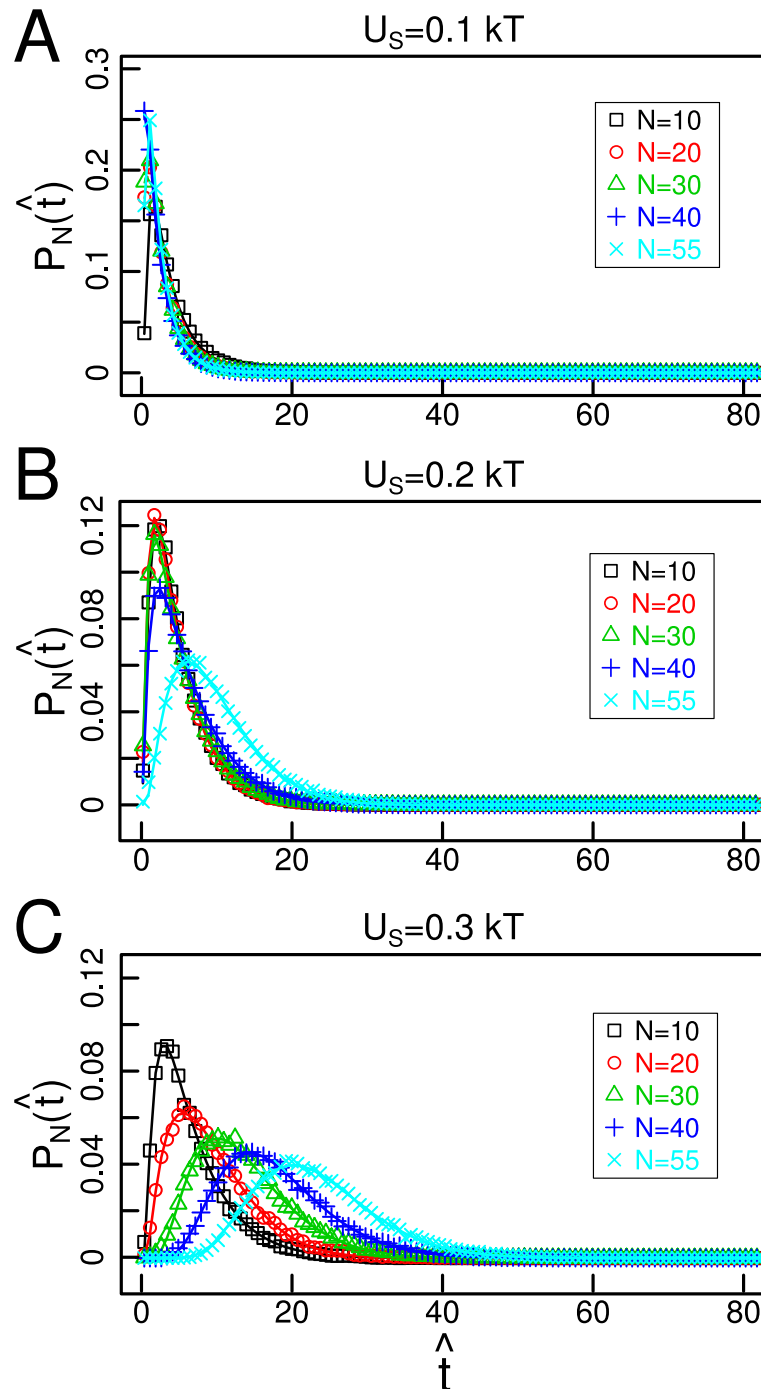 A
U_S=0.1 kT
P_N(t̂)
0 0.1 0.2 0.3
N=10
N=20
N=30
N=40
N=55
0 20 40 60 80
B
U_S=0.2 kT
P_N(t̂)
0 0.04 0.08 0.12
N=10
N=20
N=30
N=40
N=55
0 20 40 60 80
C
U_S=0.3 kT
P_N(t̂)
0 0.04 0.08 0.12
N=10
N=20
N=30
N=40
N=55
0 20 40 60 80
t̂